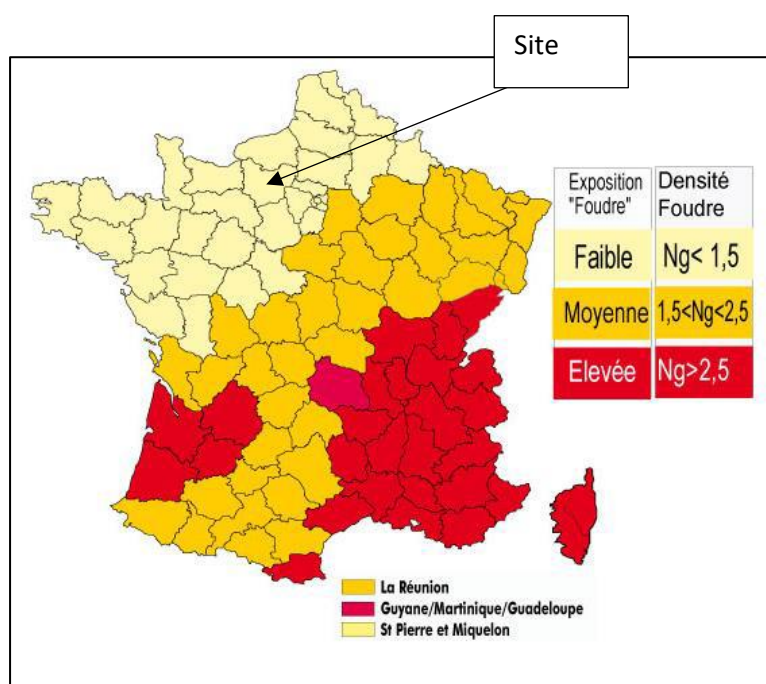 Site
Exposition Densité
"Foudre" Foudre
Faible Ng< 1,5
Moyenne 1,5<Ng<2,5
Elevée Ng>2,5
La Réunion
Guyane/Martinique/Guadeloupe
St Pierre et Miquelon